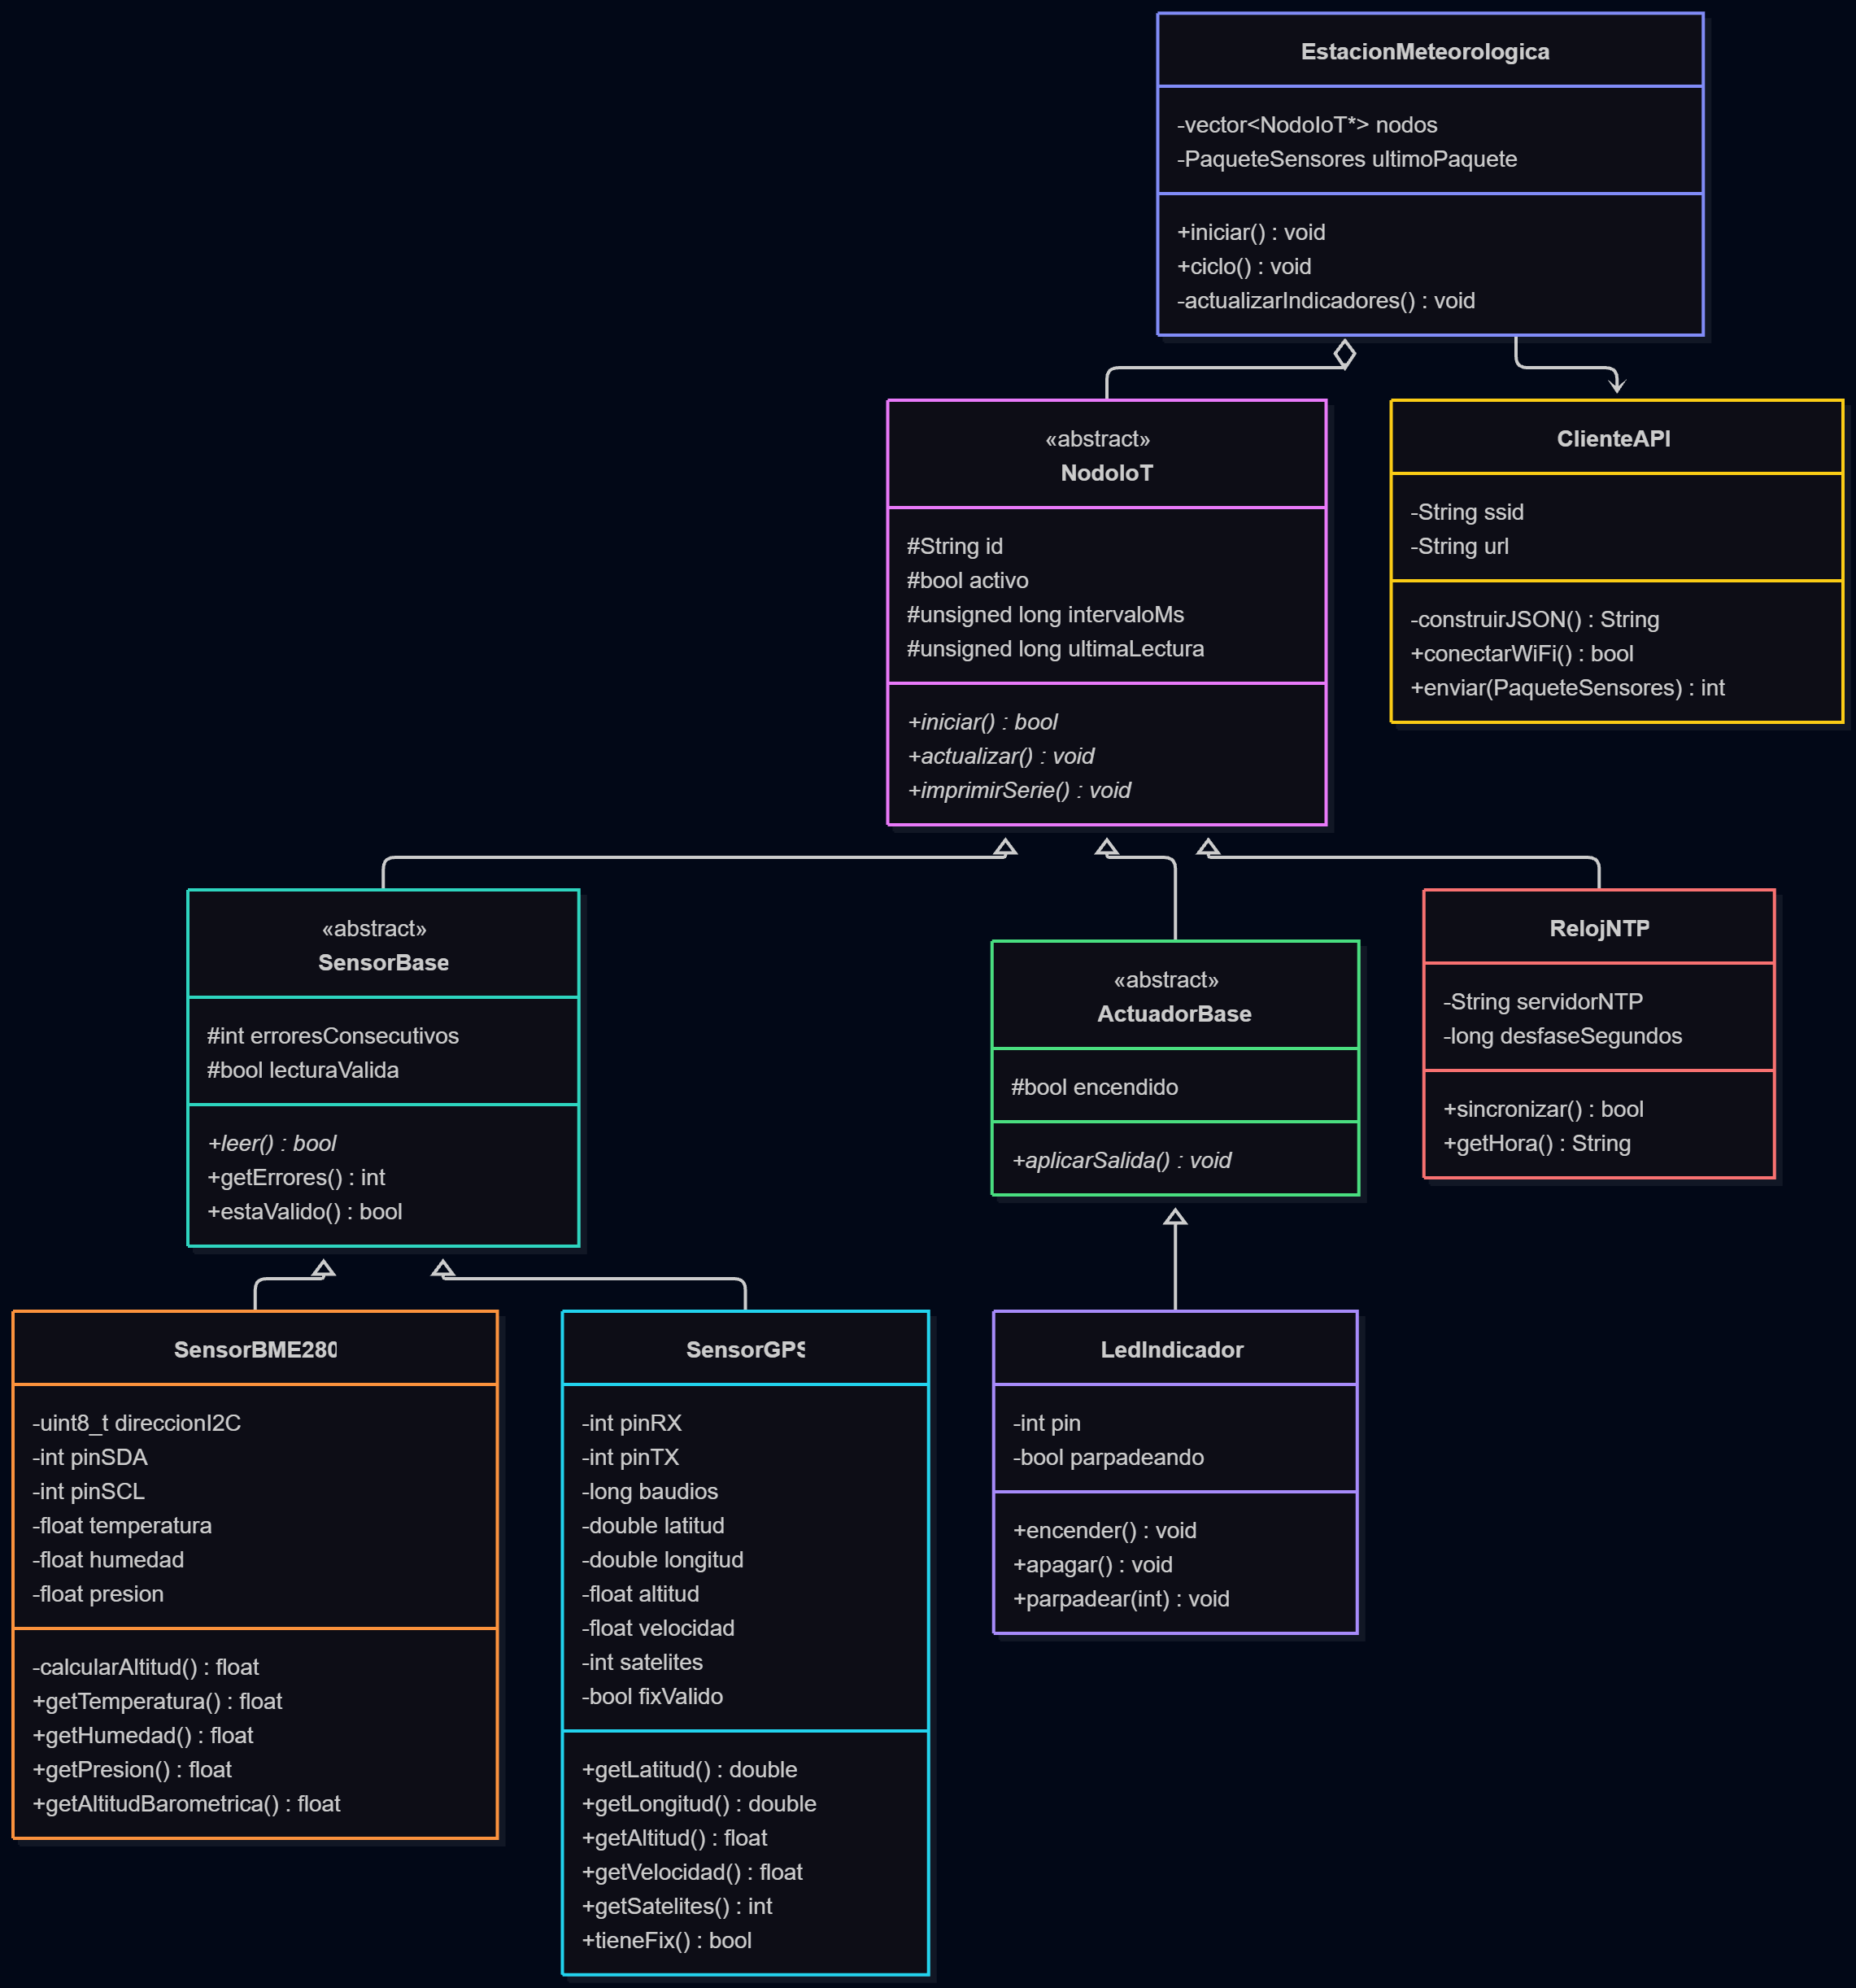 EstacionMeteorologica
-vector<NodoIoT*> nodos
-PaqueteSensores ultimoPaquete
+iniciar() : void
+ciclo() : void
-actualizarIndicadores() : void
«abstract»
NodoIoT
#String id
#bool activo
#unsigned long intervaloMs
#unsigned long ultimaLectura
+iniciar() : bool
+actualizar() : void
+imprimirSerie() : void
ClienteAPI
-String ssid
-String url
-construirJSON() : String
+conectarWiFi() : bool
+enviar(PaqueteSensores) : int
«abstract»
SensorBase
#int erroresConsecutivos
#bool lecturaValida
+leer() : bool
+getErrores() : int
+estaValido() : bool
«abstract»
ActuadorBase
#bool encendido
+aplicarSalida() : void
RelojNTP
-String servidorNTP
-long desfaseSegundos
+sincronizar() : bool
+getHora() : String
SensorBME280
-uint8_t direccionI2C
-int pinSDA
-int pinSCL
-float temperatura
-float humedad
-float presion
-calcularAltitud() : float
+getTemperatura() : float
+getHumedad() : float
+getPresion() : float
+getAltitudBarometrica() : float
SensorGPS
-int pinRX
-int pinTX
-long baudios
-double latitud
-double longitud
-float altitud
-float velocidad
-int satelites
-bool fixValido
+getLatitud() : double
+getLongitud() : double
+getAltitud() : float
+getVelocidad() : float
+getSatelites() : int
+tieneFix() : bool
LedIndicador
-int pin
-bool parpadeando
+encender() : void
+apagar() : void
+parpadear(int) : void